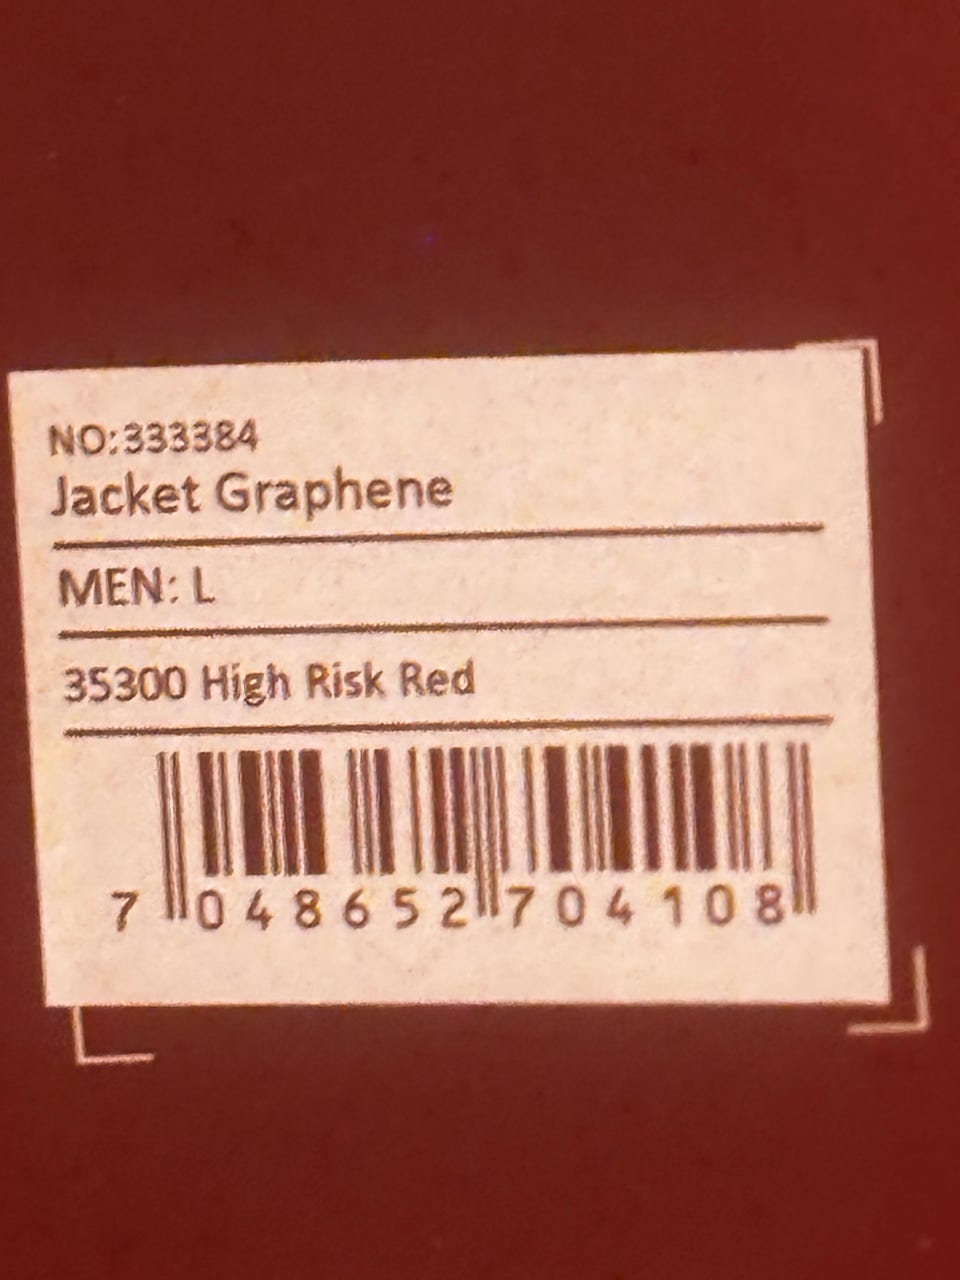 NO:333384
Jacket Graphene
MEN: L
35300 High Risk Red
7 048652 704108